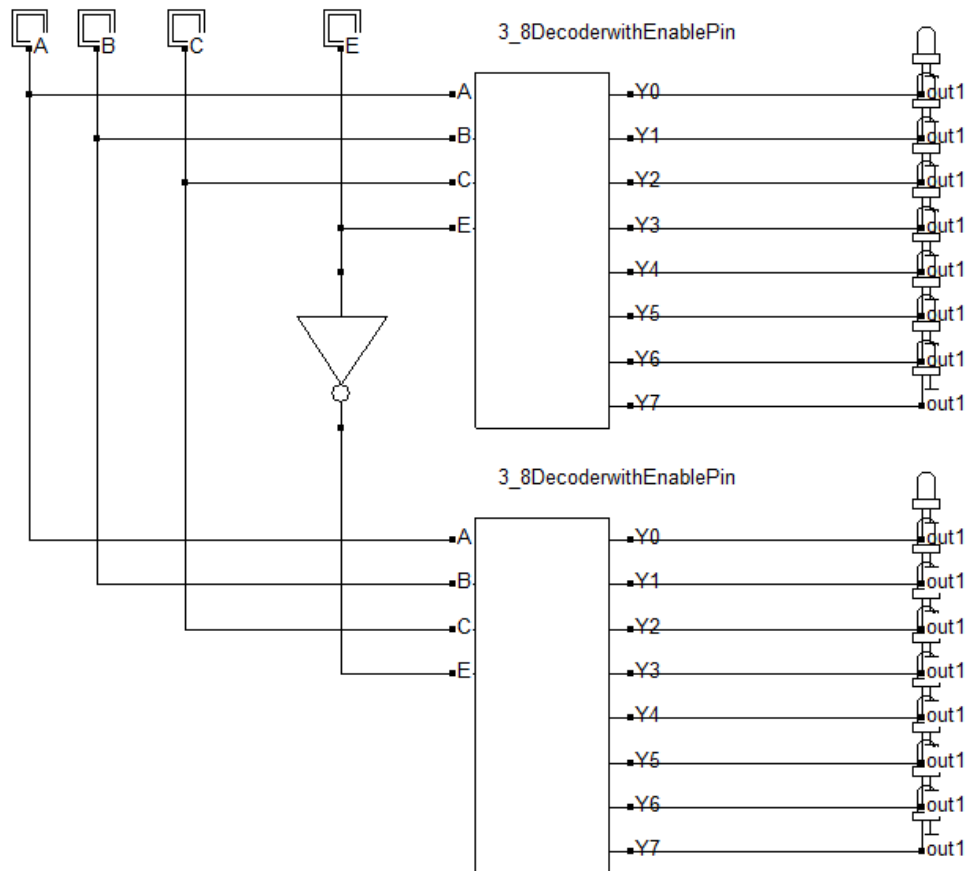 A B C E
3_8DecoderwithEnablePin
A Y0 out1
B Y1 out1
C Y2 out1
E Y3 out1
Y4 out1
Y5 out1
Y6 out1
Y7 out1
3_8DecoderwithEnablePin
A Y0 out1
B Y1 out1
C Y2 out1
E Y3 out1
Y4 out1
Y5 out1
Y6 out1
Y7 out1